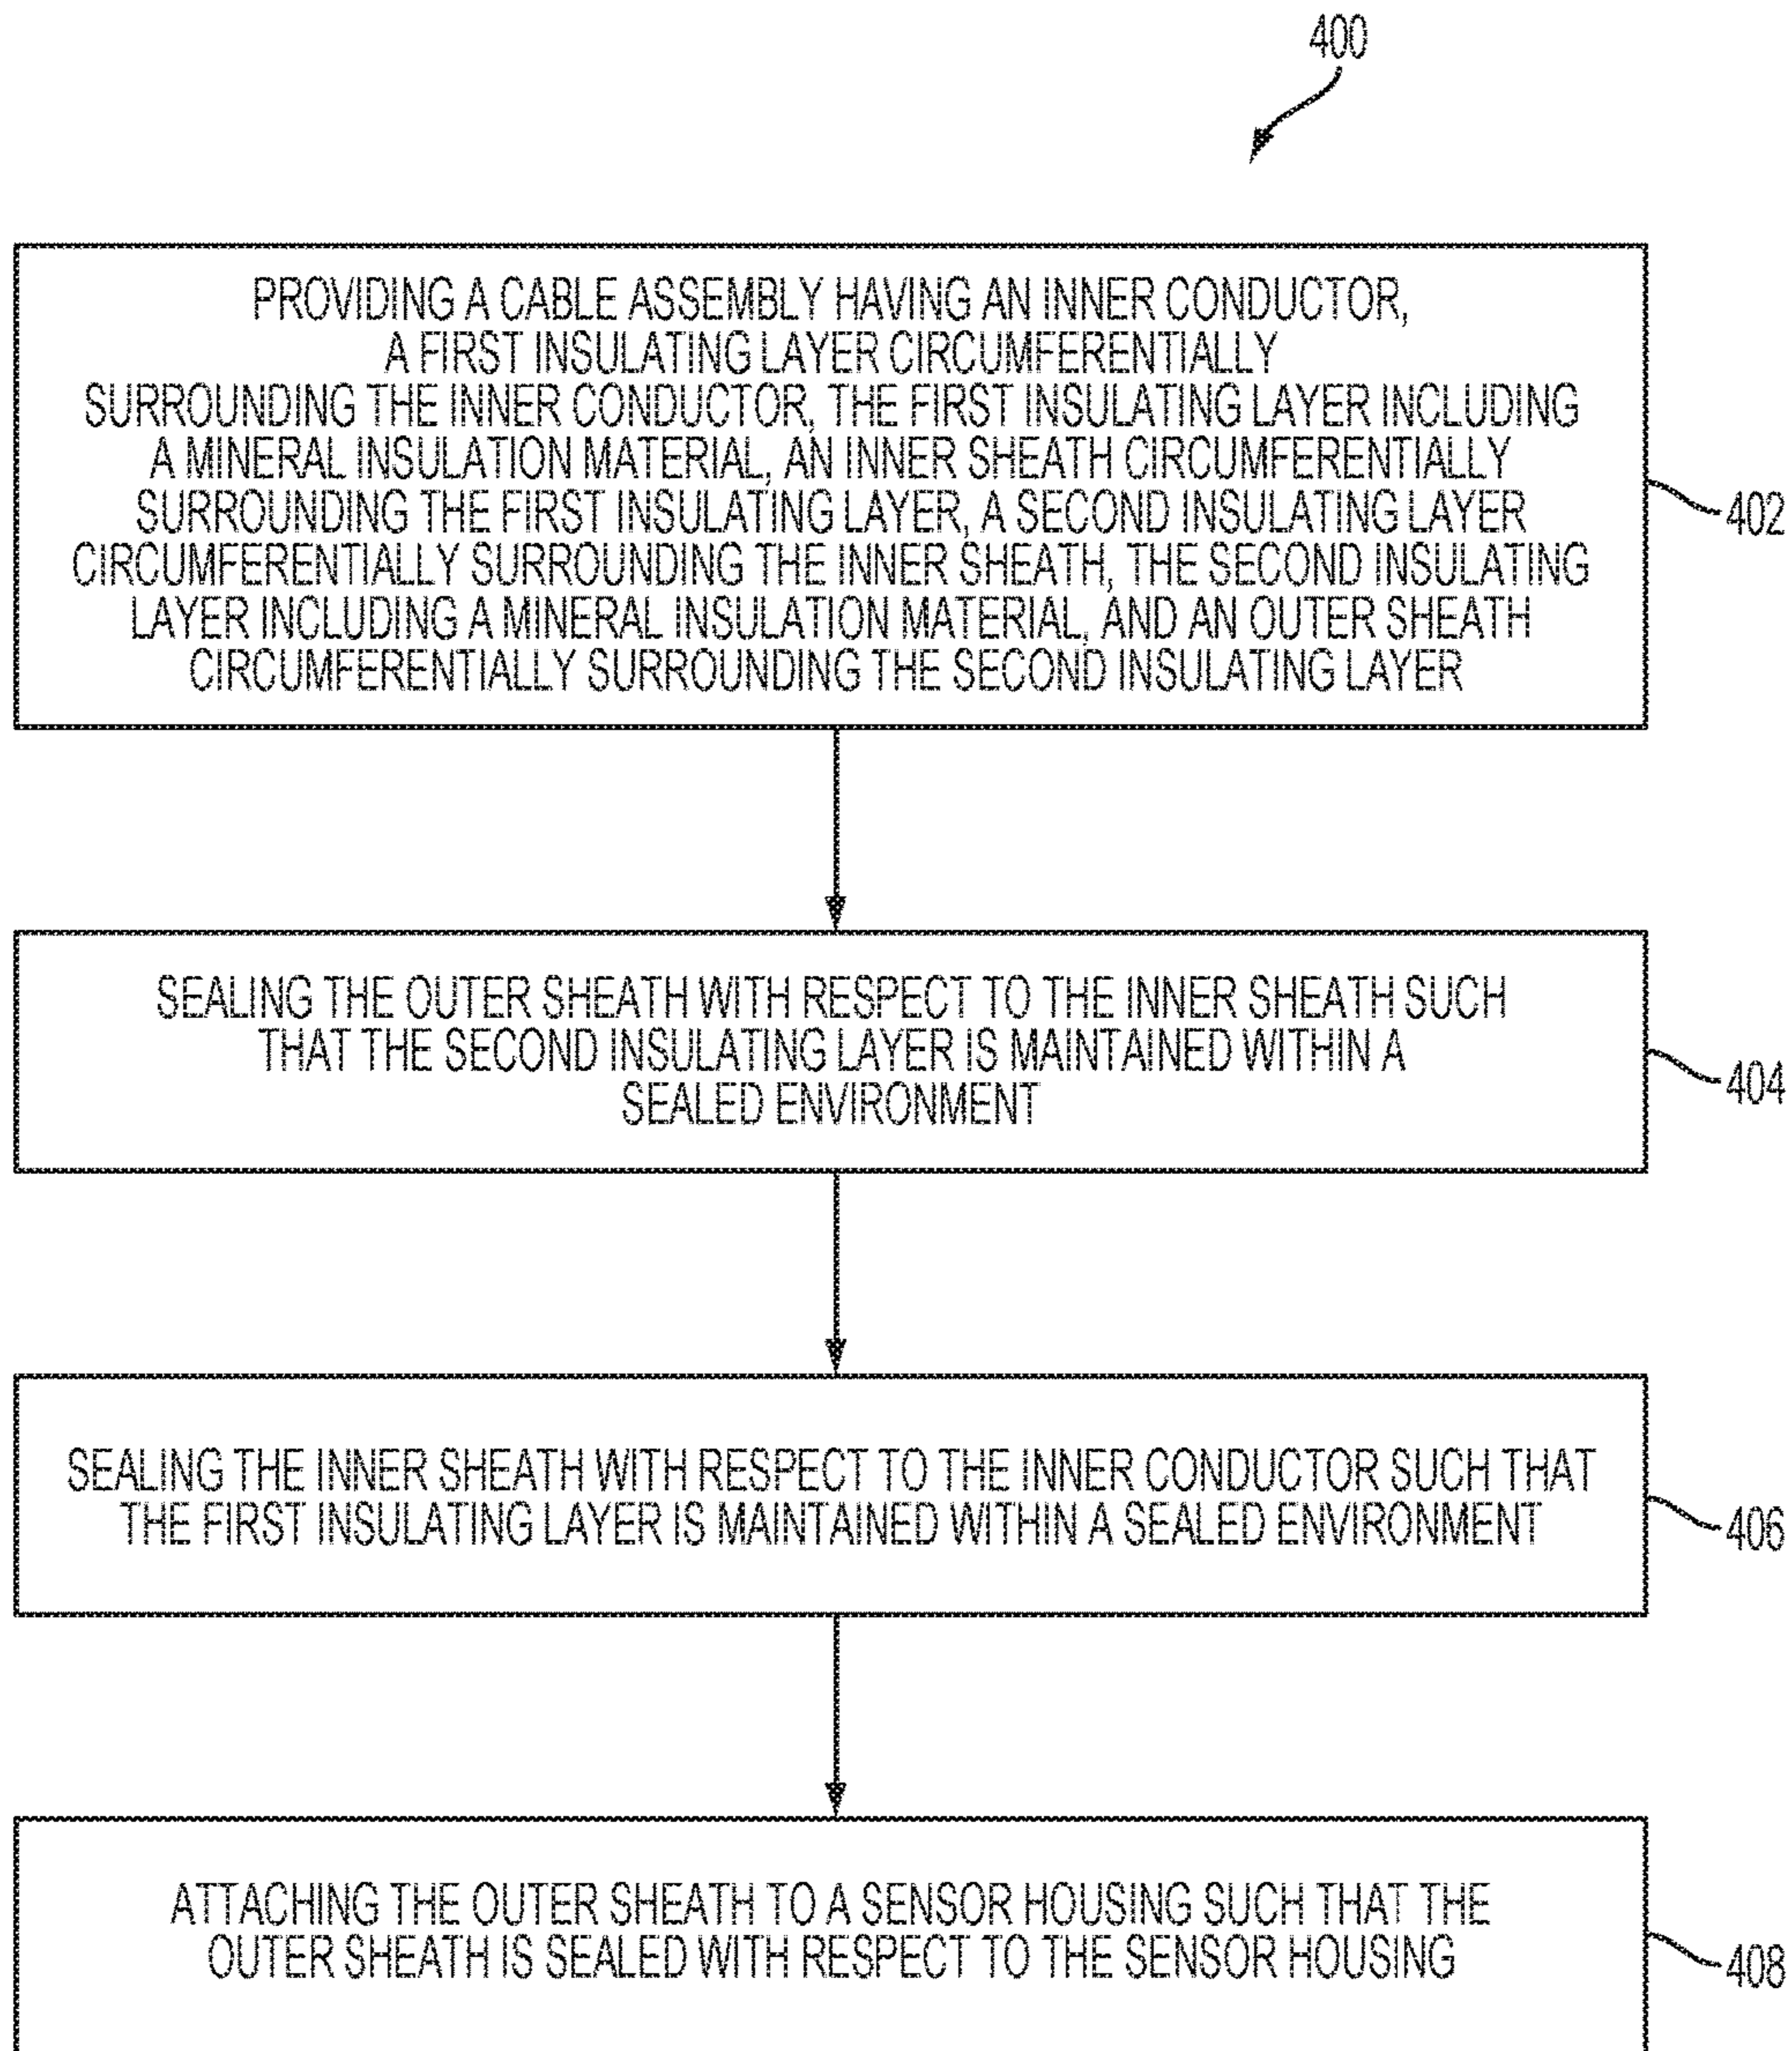 400
PROVIDING A CABLE ASSEMBLY HAVING AN INNER CONDUCTOR,
A FIRST INSULATING LAYER CIRCUMFERENTIALLY
SURROUNDING THE INNER CONDUCTOR, THE FIRST INSULATING LAYER INCLUDING
A MINERAL INSULATION MATERIAL, AN INNER SHEATH CIRCUMFERENTIALLY
SURROUNDING THE FIRST INSULATING LAYER, A SECOND INSULATING LAYER
CIRCUMFERENTIALLY SURROUNDING THE INNER SHEATH, THE SECOND INSULATING
LAYER INCLUDING A MINERAL INSULATION MATERIAL, AND AN OUTER SHEATH
CIRCUMFERENTIALLY SURROUNDING THE SECOND INSULATING LAYER
402
SEALING THE OUTER SHEATH WITH RESPECT TO THE INNER SHEATH SUCH
THAT THE SECOND INSULATING LAYER IS MAINTAINED WITHIN A
SEALED ENVIRONMENT
404
SEALING THE INNER SHEATH WITH RESPECT TO THE INNER CONDUCTOR SUCH THAT
THE FIRST INSULATING LAYER IS MAINTAINED WITHIN A SEALED ENVIRONMENT
406
ATTACHING THE OUTER SHEATH TO A SENSOR HOUSING SUCH THAT THE
OUTER SHEATH IS SEALED WITH RESPECT TO THE SENSOR HOUSING
408